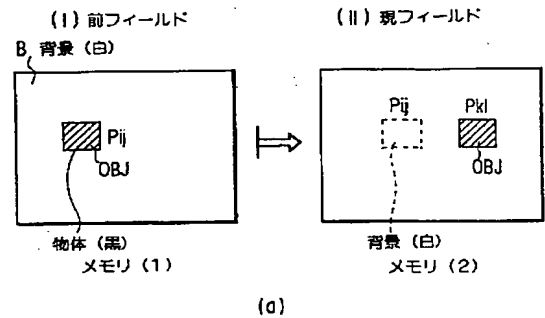 (I) 前フィールド
(II) 現フィールド
B 背景（白）
Pij
OBJ
Pij
Pkl
OBJ
物体（黒）
背景（白）
メモリ（1）
メモリ（2）
(a)